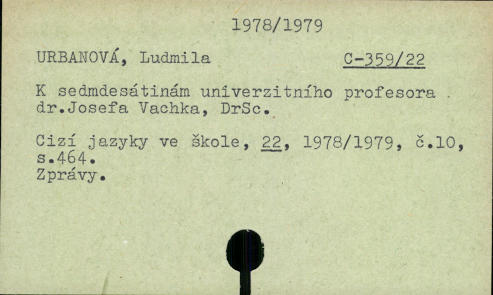 1978/1979
URBANOVÁ, Ludmila C-359/22
K sedmdesátinám univerzitního profesora
dr.Josefa Vachka, DrSc.
Cizí jazyky ve škole, 22, 1978/1979, č.10,
s.464.
Zprávy.